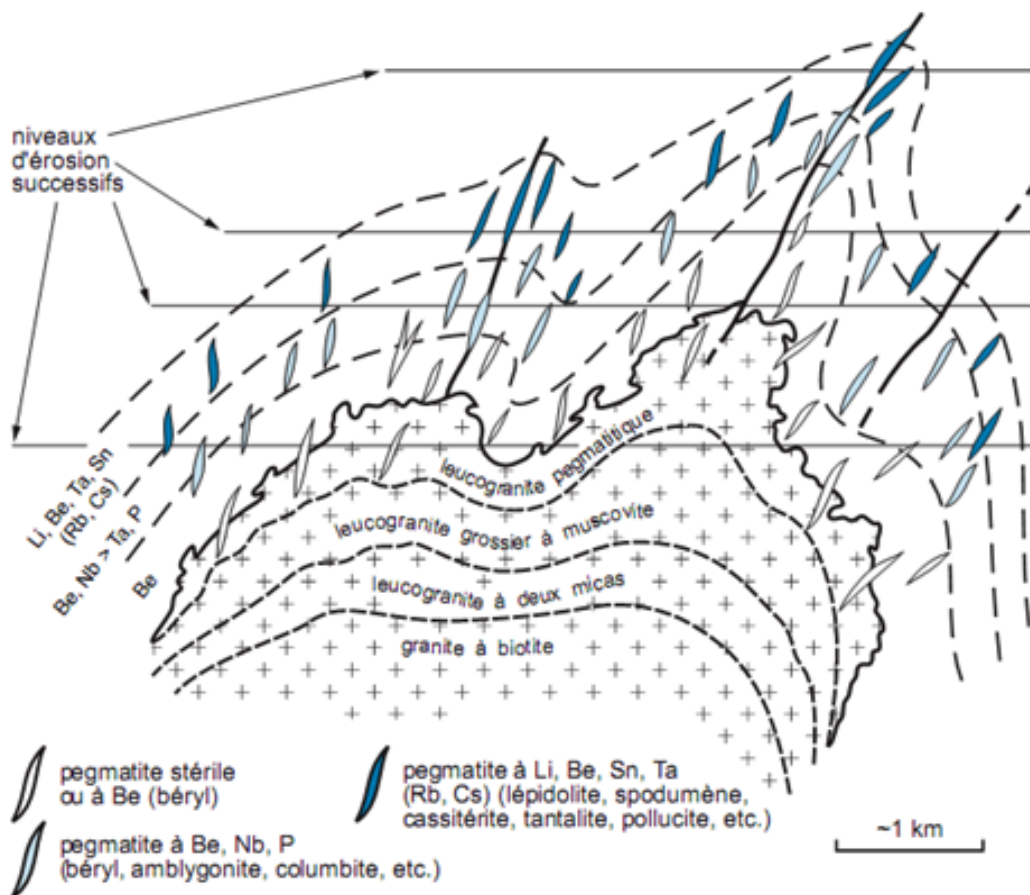 niveaux
d'érosion
successifs
Li, Be, Ta, Sn
(Rb, Cs)
Be, Nb > Ta, P
Be
leucogranite pegmatitique
leucogranite grossier à muscovite
leucogranite à deux micas
granite à biotite
pegmatite stérile
ou à Be (béryl)
pegmatite à Be, Nb, P
(béryl, amblygonite, columbite, etc.)
pegmatite à Li, Be, Sn, Ta
(Rb, Cs) (lépidolite, spodumène,
cassitérite, tantalite, pollucite, etc.)
~1 km